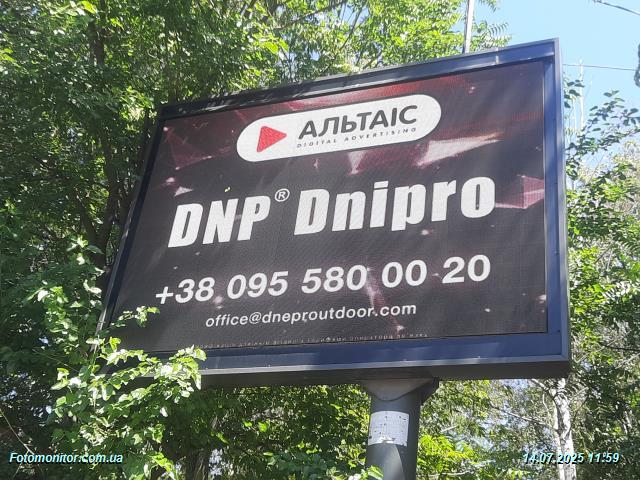 АЛЬТАІС
DIGITAL ADVERTISING
DNP® Dnipro
+38 095 580 00 20
office@dneproutdoor.com
Fotomonitor.com.ua
14.07.2025 11:59